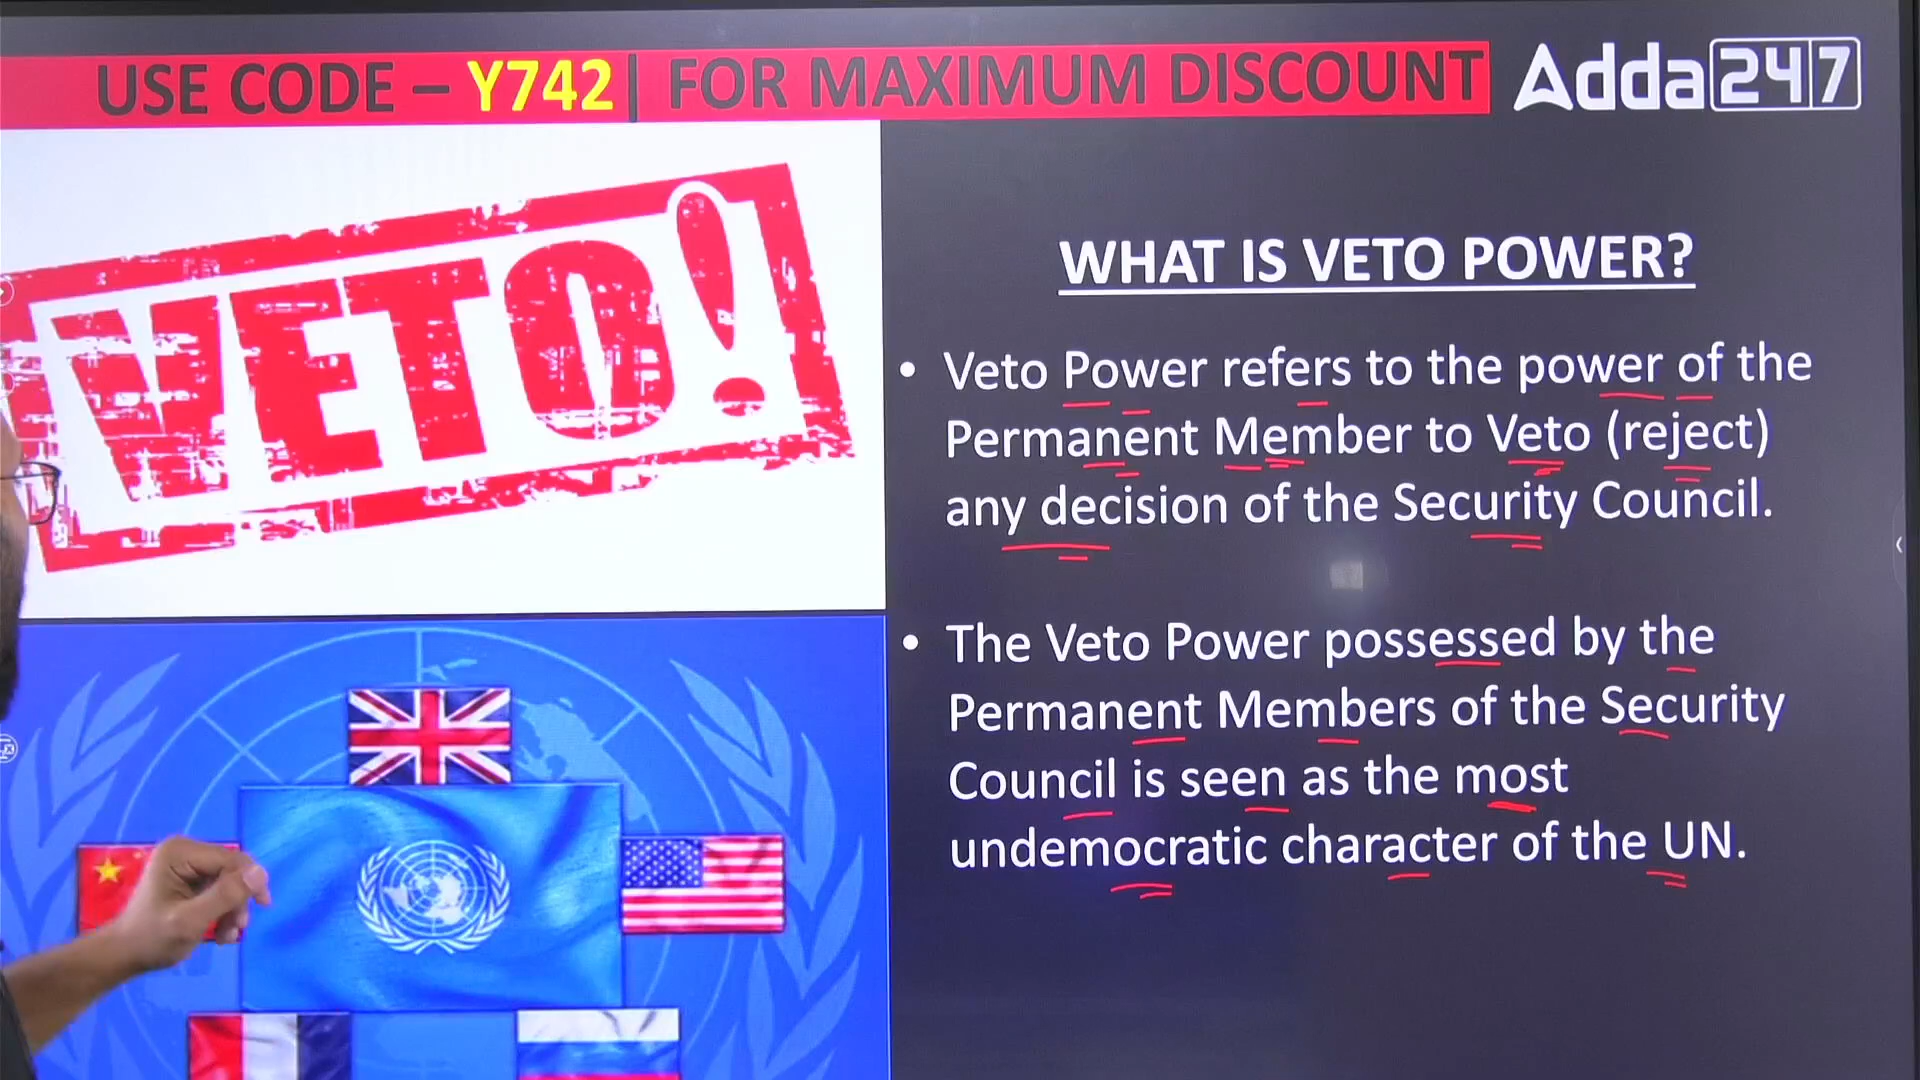 USE CODE – Y742 | FOR MAXIMUM DISCOUNT
Adda247
VETO!
WHAT IS VETO POWER?
• Veto Power refers to the power of the
Permanent Member to Veto (reject)
any decision of the Security Council.
• The Veto Power possessed by the
Permanent Members of the Security
Council is seen as the most
undemocratic character of the UN.